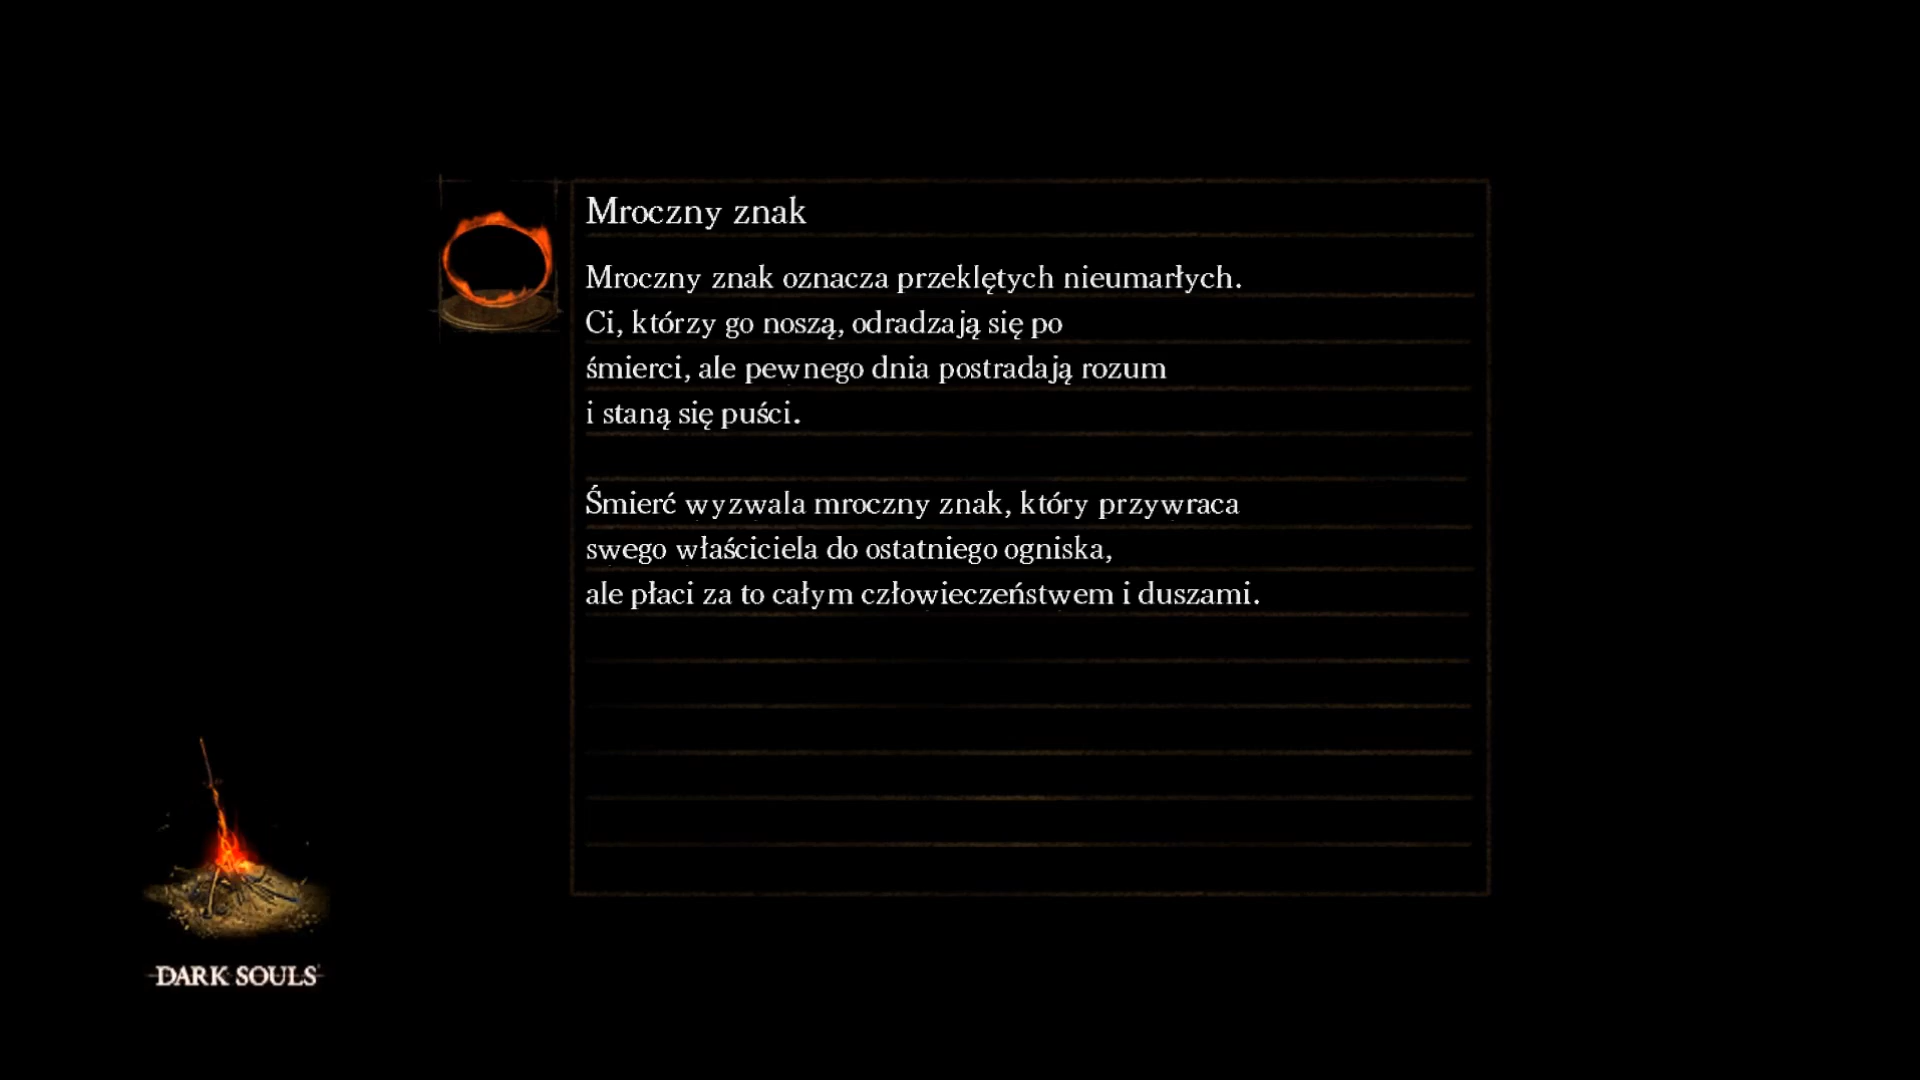 Mroczny znak
Mroczny znak oznacza przeklętych nieumarłych.
Ci, którzy go noszą, odradzają się po
śmierci, ale pewnego dnia postradają rozum
i staną się puści.
Śmierć wyzwala mroczny znak, który przywraca
swego właściciela do ostatniego ogniska,
ale płaci za to całym człowieczeństwem i duszami.
DARK SOULS